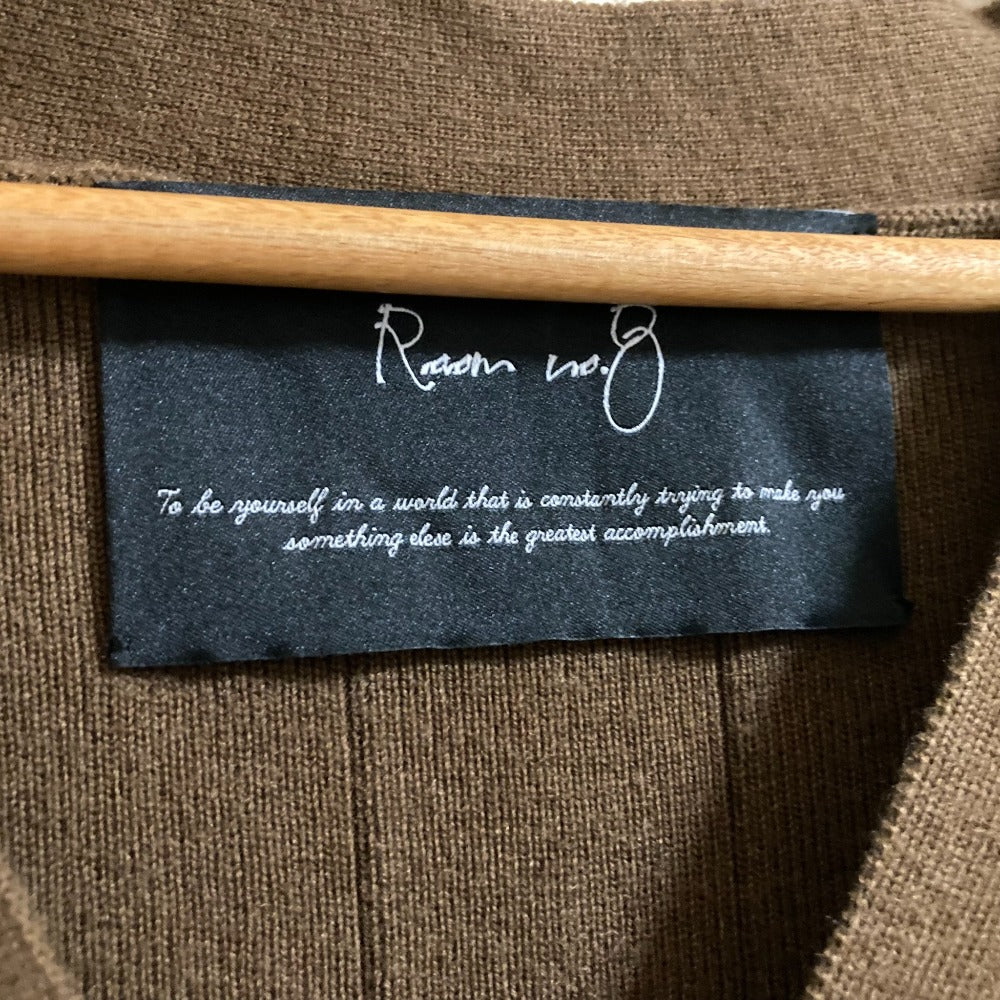 Room no.8
To be yourself in a world that is constantly trying to make you
something else is the greatest accomplishment.